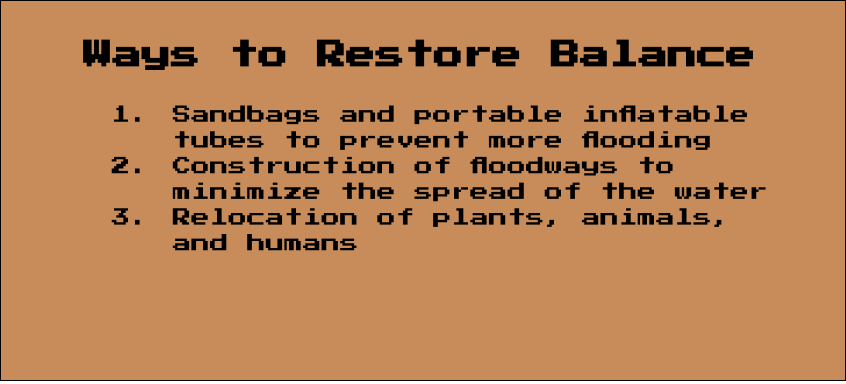 Ways to Restore Balance
1. Sandbags and portable inflatable
tubes to prevent more flooding
2. Construction of floodways to
minimize the spread of the water
3. Relocation of plants, animals,
and humans